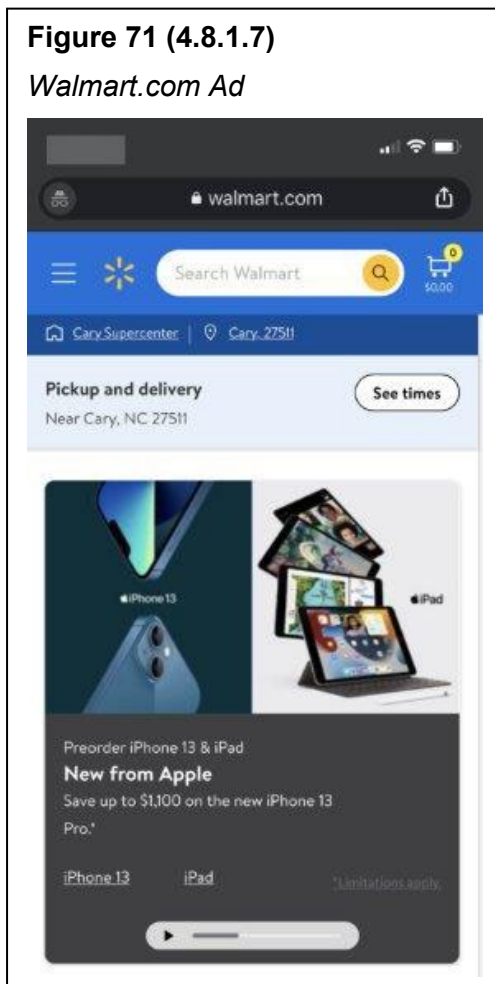 Figure 71 (4.8.1.7)
Walmart.com Ad
walmart.com
Search Walmart
0
$0.00
Cary Supercenter | Cary, 27511
Pickup and delivery
See times
Near Cary, NC 27511
iPhone 13
iPad
Preorder iPhone 13 & iPad
New from Apple
Save up to $1,100 on the new iPhone 13
Pro.*
iPhone 13 iPad *Limitations apply.